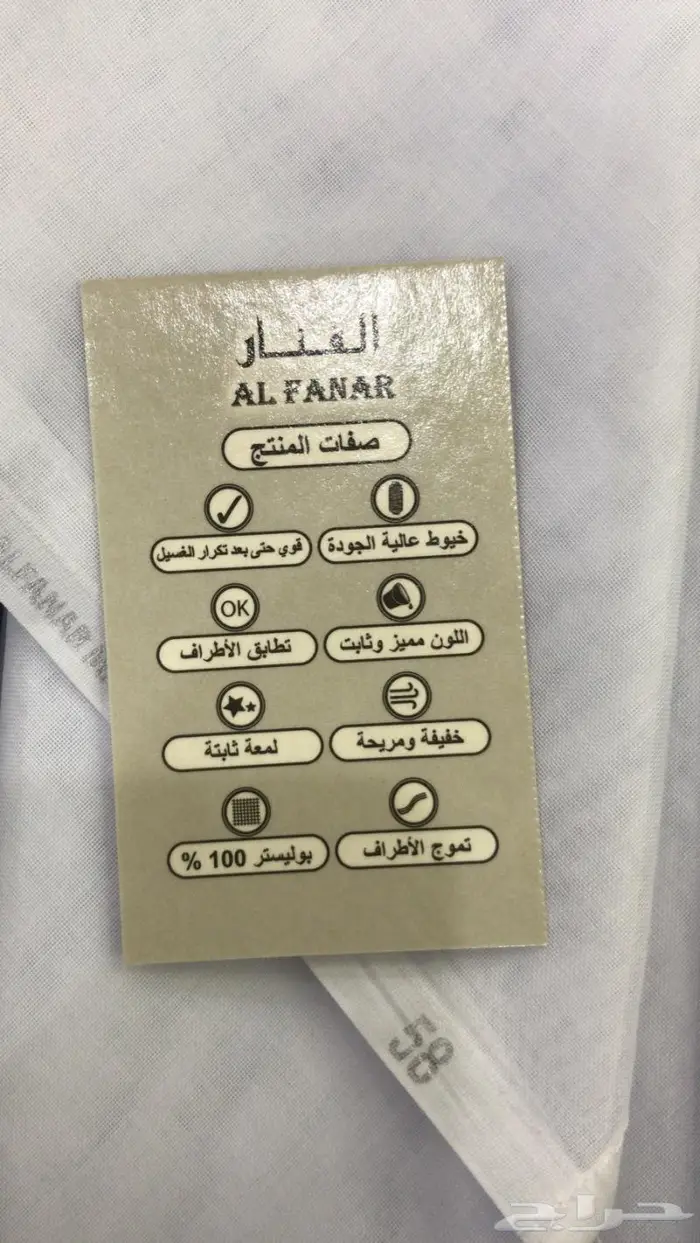 الفنار
AL FANAR
صفات المنتج
خيوط عالية الجودة
قوي حتى بعد تكرار الغسيل
اللون مميز وثابت
OK
تطابق الأطراف
خفيفة ومريحة
لمعة ثابتة
تموج الأطراف
بوليستر 100 %
ALFANAR
58
حراج